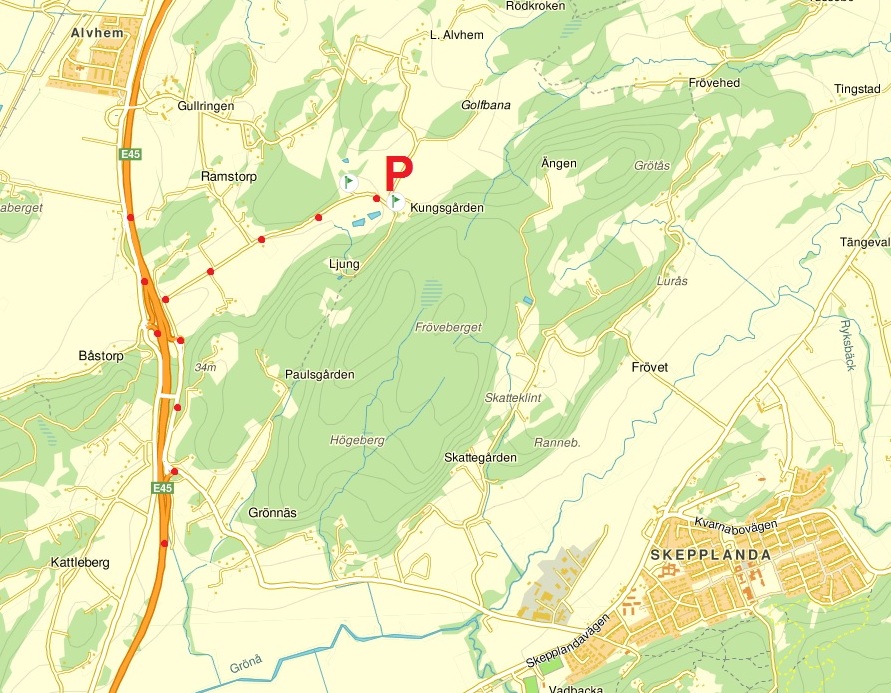 Rödkroken
Alvhem
L. Alvhem
Frövehed
Tingstad
Gullringen
Golfbana
E45
Ängen
Grötås
P
Ramstorp
aberget
Kungsgården
Tängeval
Ljung
Lurås
Fröveberget
Ryksbäck
Båstorp
34m
Paulsgården
Frövet
Skatteklint
Högeberg
Ranneb.
Skattegården
E45
Grönnäs
Kvarnabovägen
SKEPPLANDA
Kattleberg
Skepplandavägen
Grönå
Vadbacka